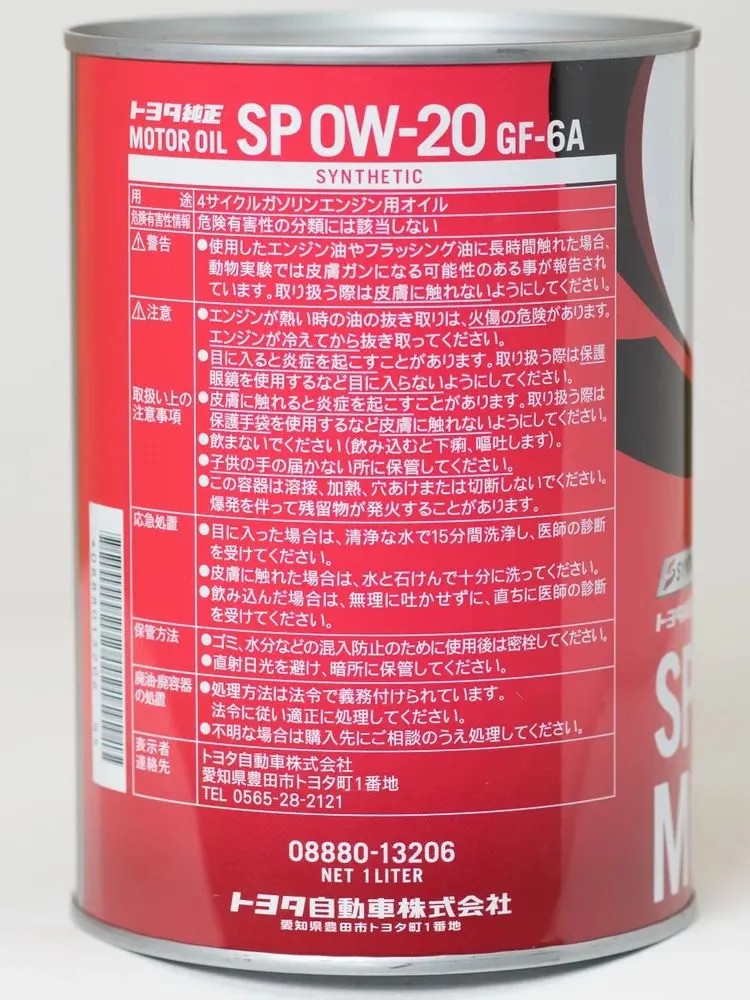 トヨタ純正
MOTOR OIL SP 0W-20 GF-6A
SYNTHETIC
用途 4サイクルガソリンエンジン用オイル
危険有害性情報 危険有害性の分類には該当しない
⚠警告 ●使用したエンジン油やフラッシング油に長時間触れた場合、
動物実験では皮膚ガンになる可能性のある事が報告され
ています。取り扱う際は皮膚に触れないようにしてください。
⚠注意 ●エンジンが熱い時の油の抜き取りは、火傷の危険があります。
エンジンが冷えてから抜き取ってください。
●目に入ると炎症を起こすことがあります。取り扱う際は保護
眼鏡を使用するなど目に入らないようにしてください。
取扱い上の
注意事項
●皮膚に触れると炎症を起こすことがあります。取り扱う際は
保護手袋を使用するなど皮膚に触れないようにしてください。
●飲まないでください(飲み込むと下痢、嘔吐します)。
●子供の手の届かない所に保管してください。
●この容器は溶接、加熱、穴あけまたは切断しないでください。
爆発を伴って残留物が発火することがあります。
応急処置 ●目に入った場合は、清浄な水で15分間洗浄し、医師の診断
を受けてください。
●皮膚に触れた場合は、水と石けんで十分に洗ってください。
●飲み込んだ場合は、無理に吐かせずに、直ちに医師の診断
を受けてください。
保管方法 ●ゴミ、水分などの混入防止のために使用後は密栓してください。
●直射日光を避け、暗所に保管してください。
廃油・廃容器
の処置
●処理方法は法令で義務付けられています。
法令に従い適正に処理してください。
●不明な場合は購入先にご相談のうえ処理してください。
表示者
連絡先
トヨタ自動車株式会社
愛知県豊田市トヨタ町1番地
TEL 0565-28-2121
08880-13206
NET 1 LITER
トヨタ自動車株式会社
愛知県豊田市トヨタ町1番地
SP